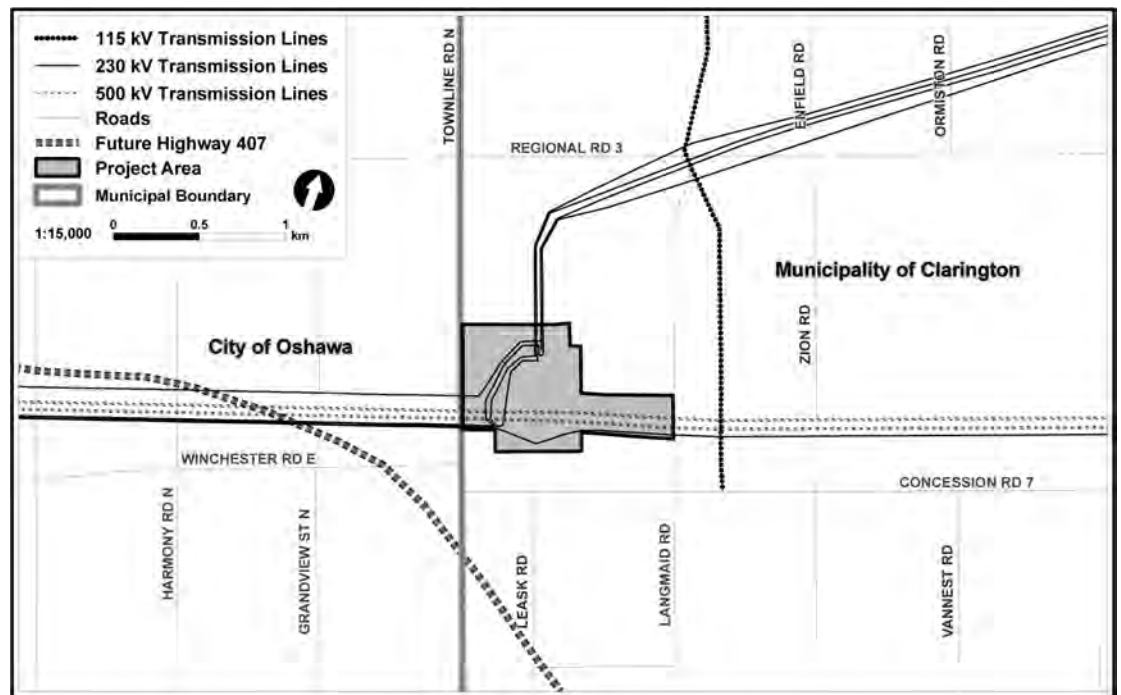 115 kV Transmission Lines
230 kV Transmission Lines
500 kV Transmission Lines
Roads
Future Highway 407
Project Area
Municipal Boundary
1:15,000
0 0.5 1
km
TOWNLINE RD N
ENFIELD RD
ORMISTON RD
REGIONAL RD 3
Municipality of Clarington
City of Oshawa
ZION RD
WINCHESTER RD E
CONCESSION RD 7
HARMONY RD N
GRANDVIEW ST N
LEASK RD
LANGMAID RD
VANNEST RD